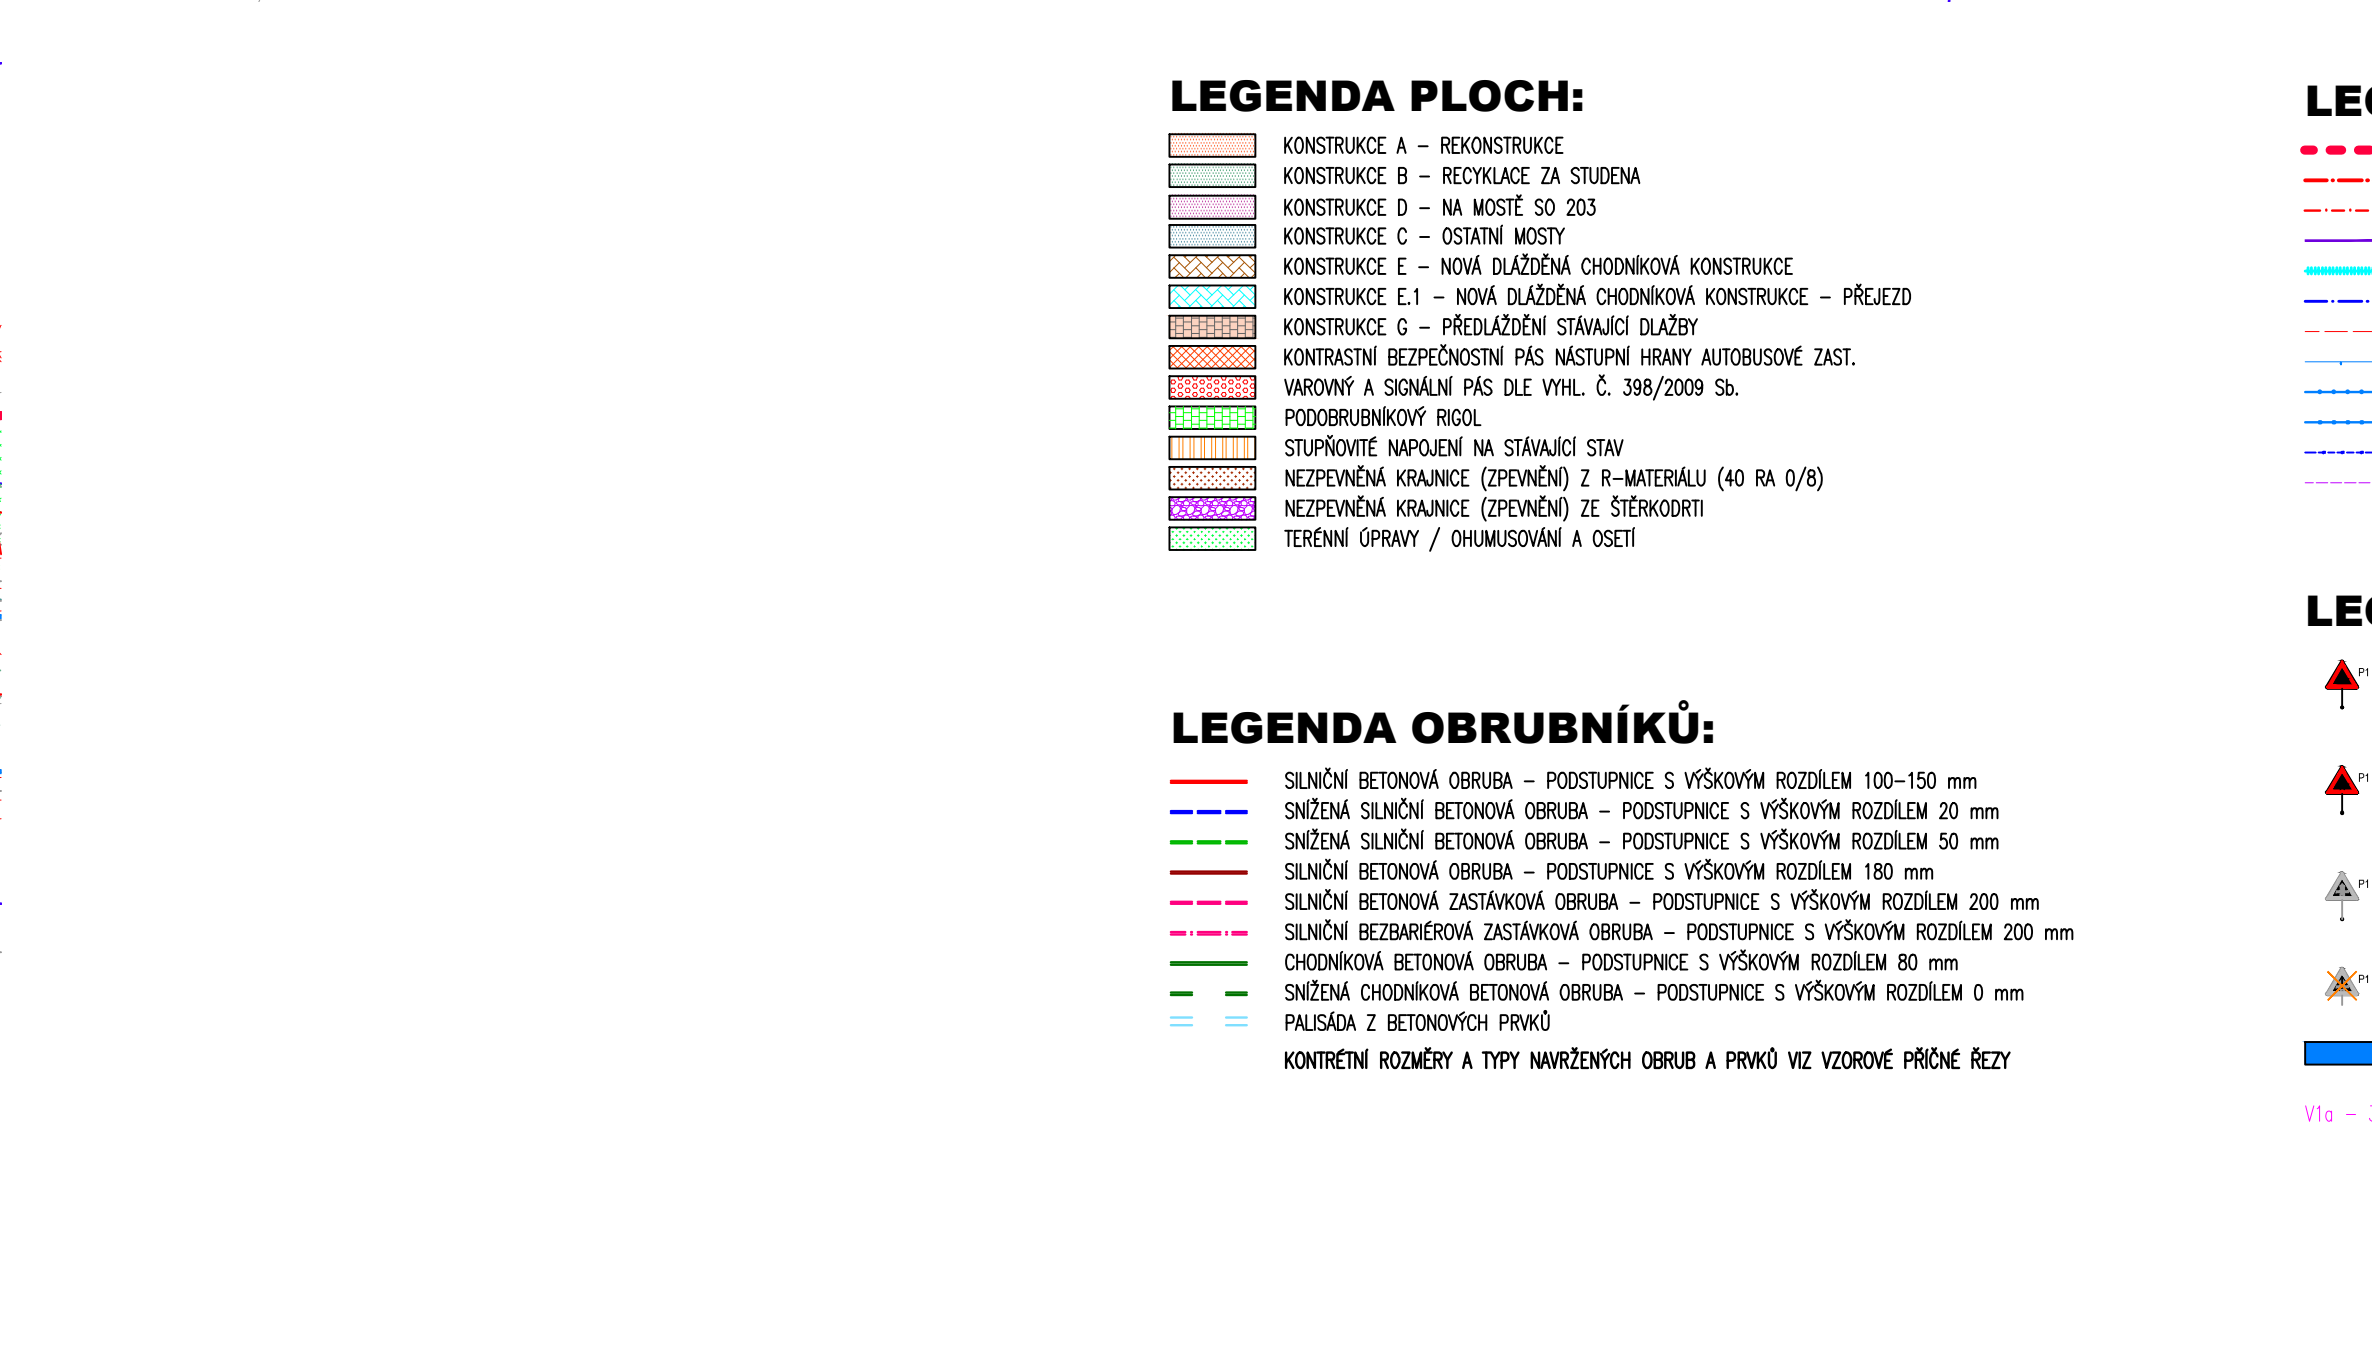 LEGENDA PLOCH:
KONSTRUKCE A – REKONSTRUKCE
KONSTRUKCE B – RECYKLACE ZA STUDENA
KONSTRUKCE D – NA MOSTĚ SO 203
KONSTRUKCE C – OSTATNÍ MOSTY
KONSTRUKCE E – NOVÁ DLÁŽDĚNÁ CHODNÍKOVÁ KONSTRUKCE
KONSTRUKCE E.1 – NOVÁ DLÁŽDĚNÁ CHODNÍKOVÁ KONSTRUKCE – PŘEJEZD
KONSTRUKCE G – PŘEDLÁŽDĚNÍ STÁVAJÍCÍ DLAŽBY
KONTRASTNÍ BEZPEČNOSTNÍ PÁS NÁSTUPNÍ HRANY AUTOBUSOVÉ ZAST.
VAROVNÝ A SIGNÁLNÍ PÁS DLE VYHL. Č. 398/2009 Sb.
PODOBRUBNÍKOVÝ RIGOL
STUPŇOVITÉ NAPOJENÍ NA STÁVAJÍCÍ STAV
NEZPEVNĚNÁ KRAJNICE (ZPEVNĚNÍ) Z R–MATERIÁLU (40 RA 0/8)
NEZPEVNĚNÁ KRAJNICE (ZPEVNĚNÍ) ZE ŠTĚRKODRTI
TERÉNNÍ ÚPRAVY / OHUMUSOVÁNÍ A OSETÍ
LEGENDA OBRUBNÍKŮ:
SILNIČNÍ BETONOVÁ OBRUBA – PODSTUPNICE S VÝŠKOVÝM ROZDÍLEM 100–150 mm
SNÍŽENÁ SILNIČNÍ BETONOVÁ OBRUBA – PODSTUPNICE S VÝŠKOVÝM ROZDÍLEM 20 mm
SNÍŽENÁ SILNIČNÍ BETONOVÁ OBRUBA – PODSTUPNICE S VÝŠKOVÝM ROZDÍLEM 50 mm
SILNIČNÍ BETONOVÁ OBRUBA – PODSTUPNICE S VÝŠKOVÝM ROZDÍLEM 180 mm
SILNIČNÍ BETONOVÁ ZASTÁVKOVÁ OBRUBA – PODSTUPNICE S VÝŠKOVÝM ROZDÍLEM 200 mm
SILNIČNÍ BEZBARIÉROVÁ ZASTÁVKOVÁ OBRUBA – PODSTUPNICE S VÝŠKOVÝM ROZDÍLEM 200 mm
CHODNÍKOVÁ BETONOVÁ OBRUBA – PODSTUPNICE S VÝŠKOVÝM ROZDÍLEM 80 mm
SNÍŽENÁ CHODNÍKOVÁ BETONOVÁ OBRUBA – PODSTUPNICE S VÝŠKOVÝM ROZDÍLEM 0 mm
PALISÁDA Z BETONOVÝCH PRVKŮ
KONTRÉTNÍ ROZMĚRY A TYPY NAVRŽENÝCH OBRUB A PRVKŮ VIZ VZOROVÉ PŘÍČNÉ ŘEZY
P1
P1
P1
P1
V1a –